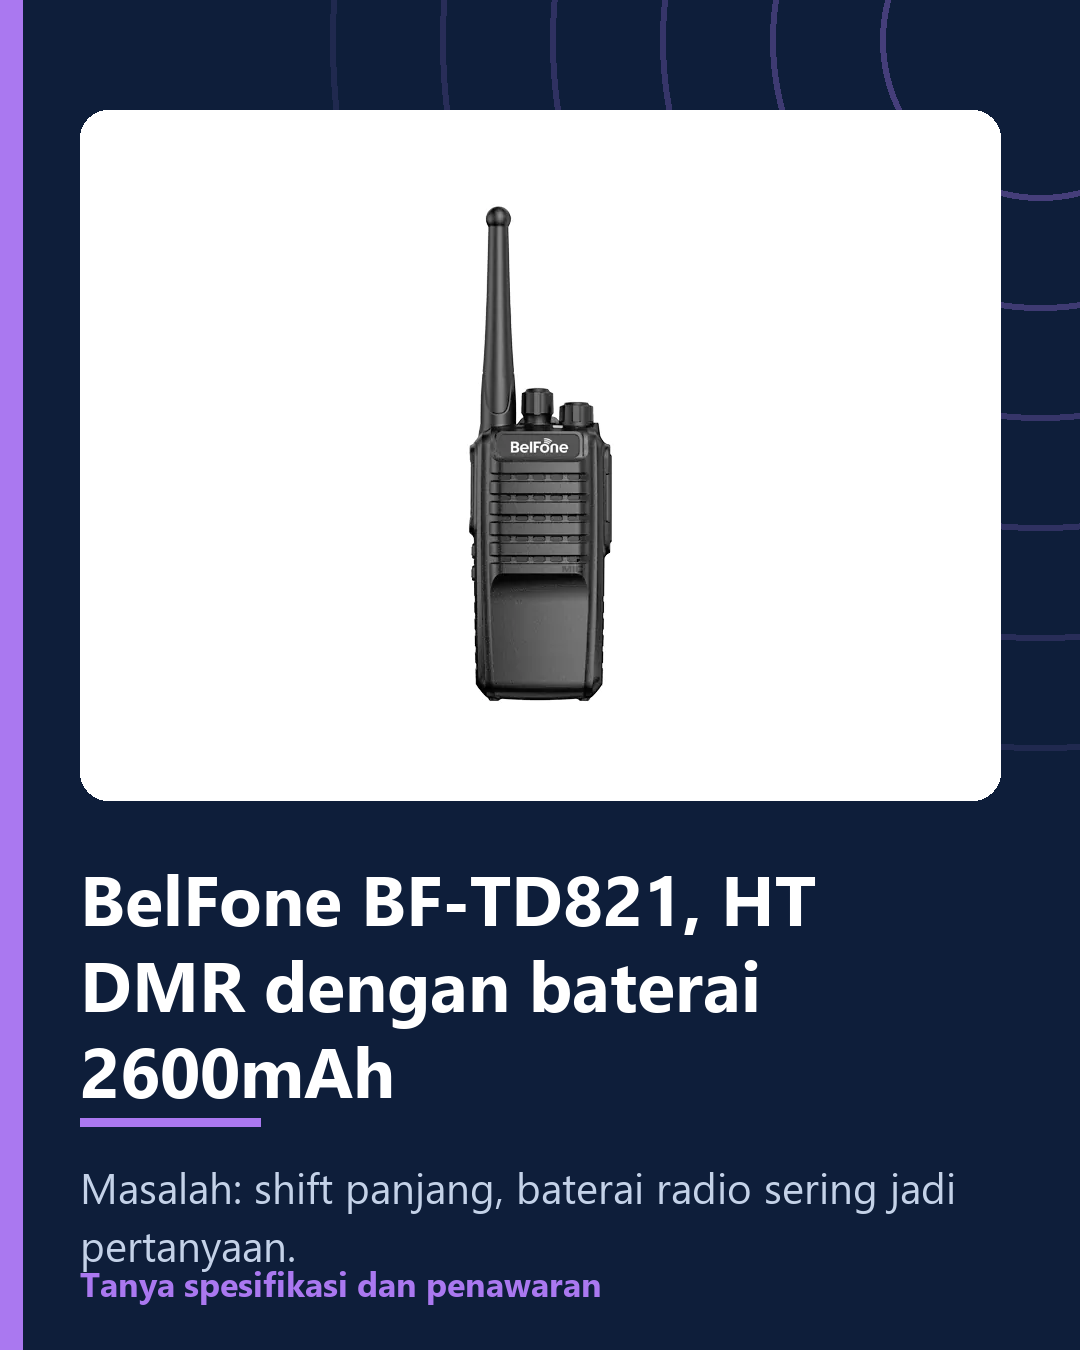 BelFone
MIC
BelFone BF-TD821, HT
DMR dengan baterai
2600mAh
Masalah: shift panjang, baterai radio sering jadi
pertanyaan.
Tanya spesifikasi dan penawaran